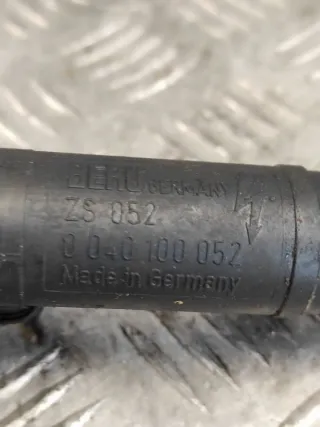 BERU GERMANY
ZS 052
0 040 100 052
Made in Germany